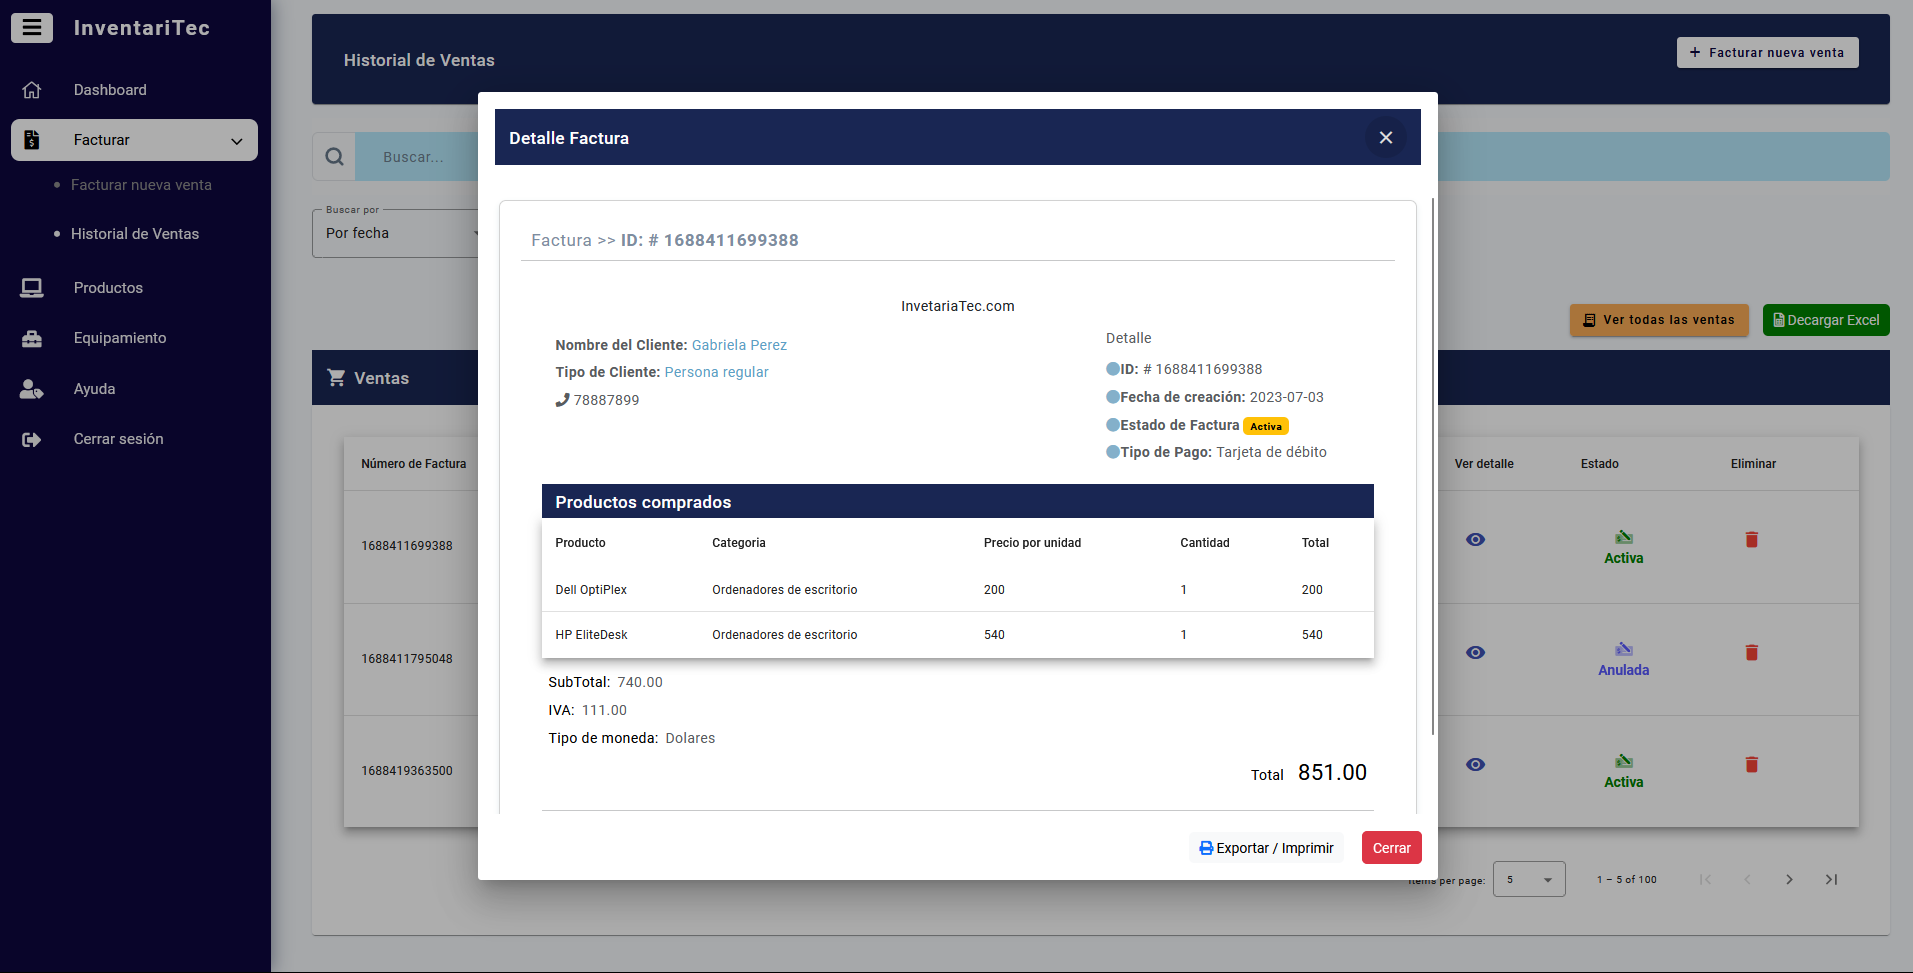 InventariTec
Dashboard
Facturar
Facturar nueva venta
Historial de Ventas
Productos
Equipamiento
Ayuda
Cerrar sesión
Historial de Ventas
+ Facturar nueva venta
Buscar...
Buscar por
Por fecha
Ver todas las ventas
Decargar Excel
Ventas
Número de Factura
Ver detalle
Estado
Eliminar
1688411699388
Activa
1688411795048
Anulada
1688419363500
Activa
Items per page:
5
1 – 5 of 100
Detalle Factura
Factura >> ID: # 1688411699388
InvetariaTec.com
Nombre del Cliente: Gabriela Perez
Tipo de Cliente: Persona regular
78887899
Detalle
ID: # 1688411699388
Fecha de creación: 2023-07-03
Estado de Factura Activa
Tipo de Pago: Tarjeta de débito
Productos comprados
Producto Categoria Precio por unidad Cantidad Total
Dell OptiPlex Ordenadores de escritorio 200 1 200
HP EliteDesk Ordenadores de escritorio 540 1 540
SubTotal: 740.00
IVA: 111.00
Tipo de moneda: Dolares
Total 851.00
Exportar / Imprimir
Cerrar